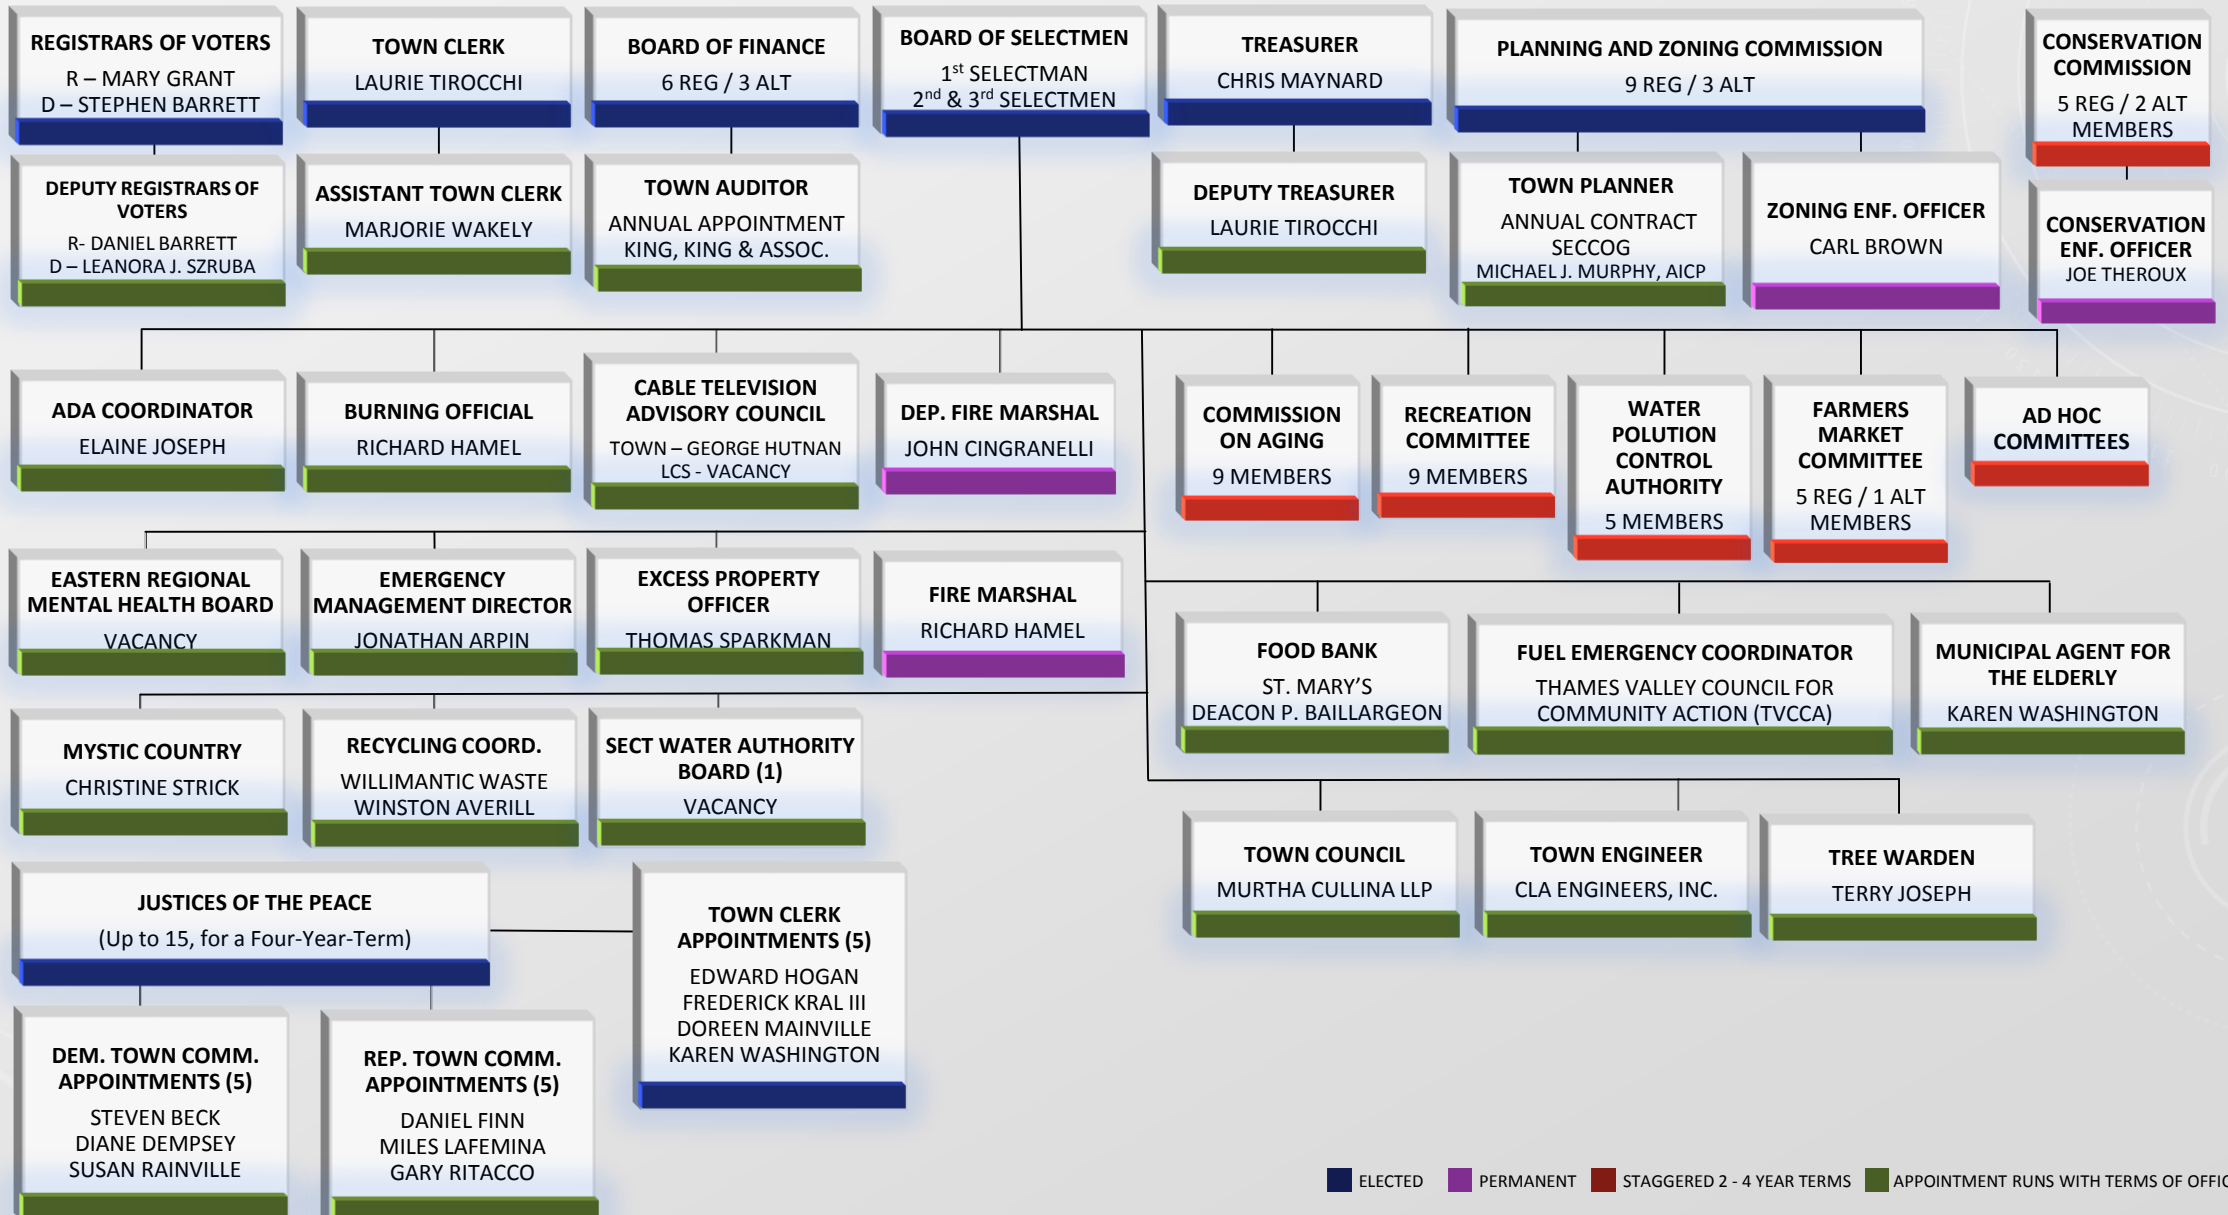 REGISTRARS OF VOTERS
R – MARY GRANT
D – STEPHEN BARRETT
TOWN CLERK
LAURIE TIROCCHI
BOARD OF FINANCE
6 REG / 3 ALT
BOARD OF SELECTMEN
1st SELECTMAN
2nd & 3rd SELECTMEN
TREASURER
CHRIS MAYNARD
PLANNING AND ZONING COMMISSION
9 REG / 3 ALT
CONSERVATION
COMMISSION
5 REG / 2 ALT
MEMBERS
DEPUTY REGISTRARS OF
VOTERS
R- DANIEL BARRETT
D – LEANORA J. SZRUBA
ASSISTANT TOWN CLERK
MARJORIE WAKELY
TOWN AUDITOR
ANNUAL APPOINTMENT
KING, KING & ASSOC.
DEPUTY TREASURER
LAURIE TIROCCHI
TOWN PLANNER
ANNUAL CONTRACT
SECCOG
MICHAEL J. MURPHY, AICP
ZONING ENF. OFFICER
CARL BROWN
CONSERVATION
ENF. OFFICER
JOE THEROUX
ADA COORDINATOR
ELAINE JOSEPH
BURNING OFFICIAL
RICHARD HAMEL
CABLE TELEVISION
ADVISORY COUNCIL
TOWN – GEORGE HUTNAN
LCS - VACANCY
DEP. FIRE MARSHAL
JOHN CINGRANELLI
COMMISSION
ON AGING
9 MEMBERS
RECREATION
COMMITTEE
9 MEMBERS
WATER
POLUTION
CONTROL
AUTHORITY
5 MEMBERS
FARMERS
MARKET
COMMITTEE
5 REG / 1 ALT
MEMBERS
AD HOC
COMMITTEES
EASTERN REGIONAL
MENTAL HEALTH BOARD
VACANCY
EMERGENCY
MANAGEMENT DIRECTOR
JONATHAN ARPIN
EXCESS PROPERTY
OFFICER
THOMAS SPARKMAN
FIRE MARSHAL
RICHARD HAMEL
FOOD BANK
ST. MARY'S
DEACON P. BAILLARGEON
FUEL EMERGENCY COORDINATOR
THAMES VALLEY COUNCIL FOR
COMMUNITY ACTION (TVCCA)
MUNICIPAL AGENT FOR
THE ELDERLY
KAREN WASHINGTON
MYSTIC COUNTRY
CHRISTINE STRICK
RECYCLING COORD.
WILLIMANTIC WASTE
WINSTON AVERILL
SECT WATER AUTHORITY
BOARD (1)
VACANCY
TOWN COUNCIL
MURTHA CULLINA LLP
TOWN ENGINEER
CLA ENGINEERS, INC.
TREE WARDEN
TERRY JOSEPH
JUSTICES OF THE PEACE
(Up to 15, for a Four-Year-Term)
TOWN CLERK
APPOINTMENTS (5)
EDWARD HOGAN
FREDERICK KRAL III
DOREEN MAINVILLE
KAREN WASHINGTON
DEM. TOWN COMM.
APPOINTMENTS (5)
STEVEN BECK
DIANE DEMPSEY
SUSAN RAINVILLE
REP. TOWN COMM.
APPOINTMENTS (5)
DANIEL FINN
MILES LAFEMINA
GARY RITACCO
ELECTED
PERMANENT
STAGGERED 2 - 4 YEAR TERMS
APPOINTMENT RUNS WITH TERMS OF OFFIC